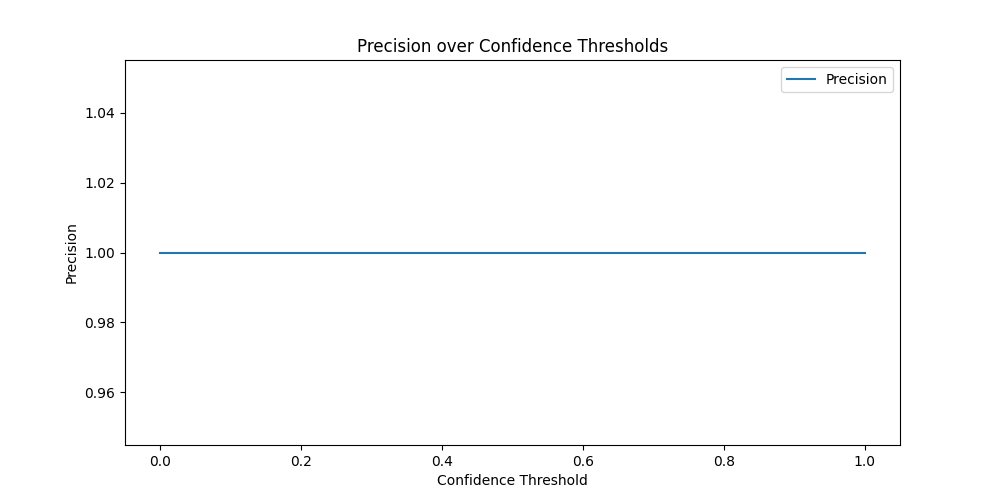 Precision over Confidence Thresholds
Precision
1.04
1.02
1.00
0.98
0.96
Precision
0.0 0.2 0.4 0.6 0.8 1.0
Confidence Threshold